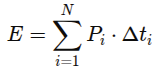 E = \sum_{i=1}^{N} P_i \cdot \Delta t_i